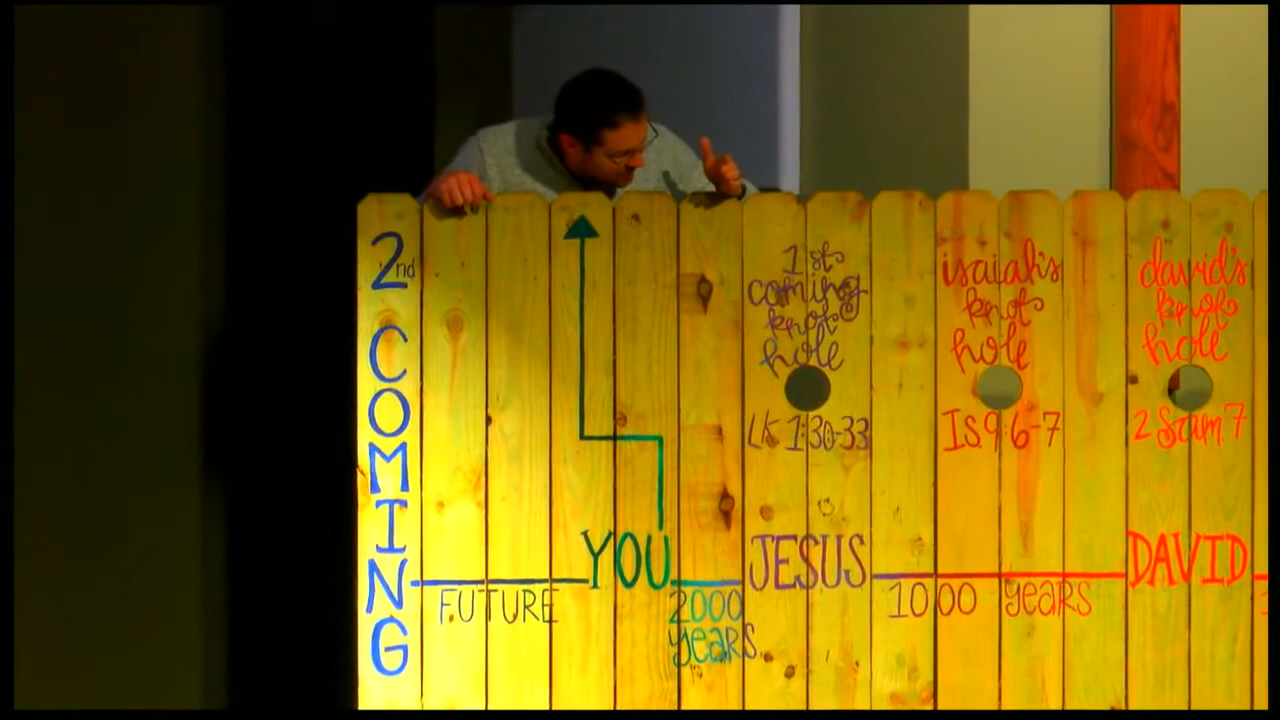 2nd COMING
1st
coming
knot
hole
Lk 1:30-33
isaiah's
knot
hole
Is 9:6-7
david's
knot
hole
2 Sam 7
YOU
JESUS
DAVID
FUTURE
2000
years
1000 years